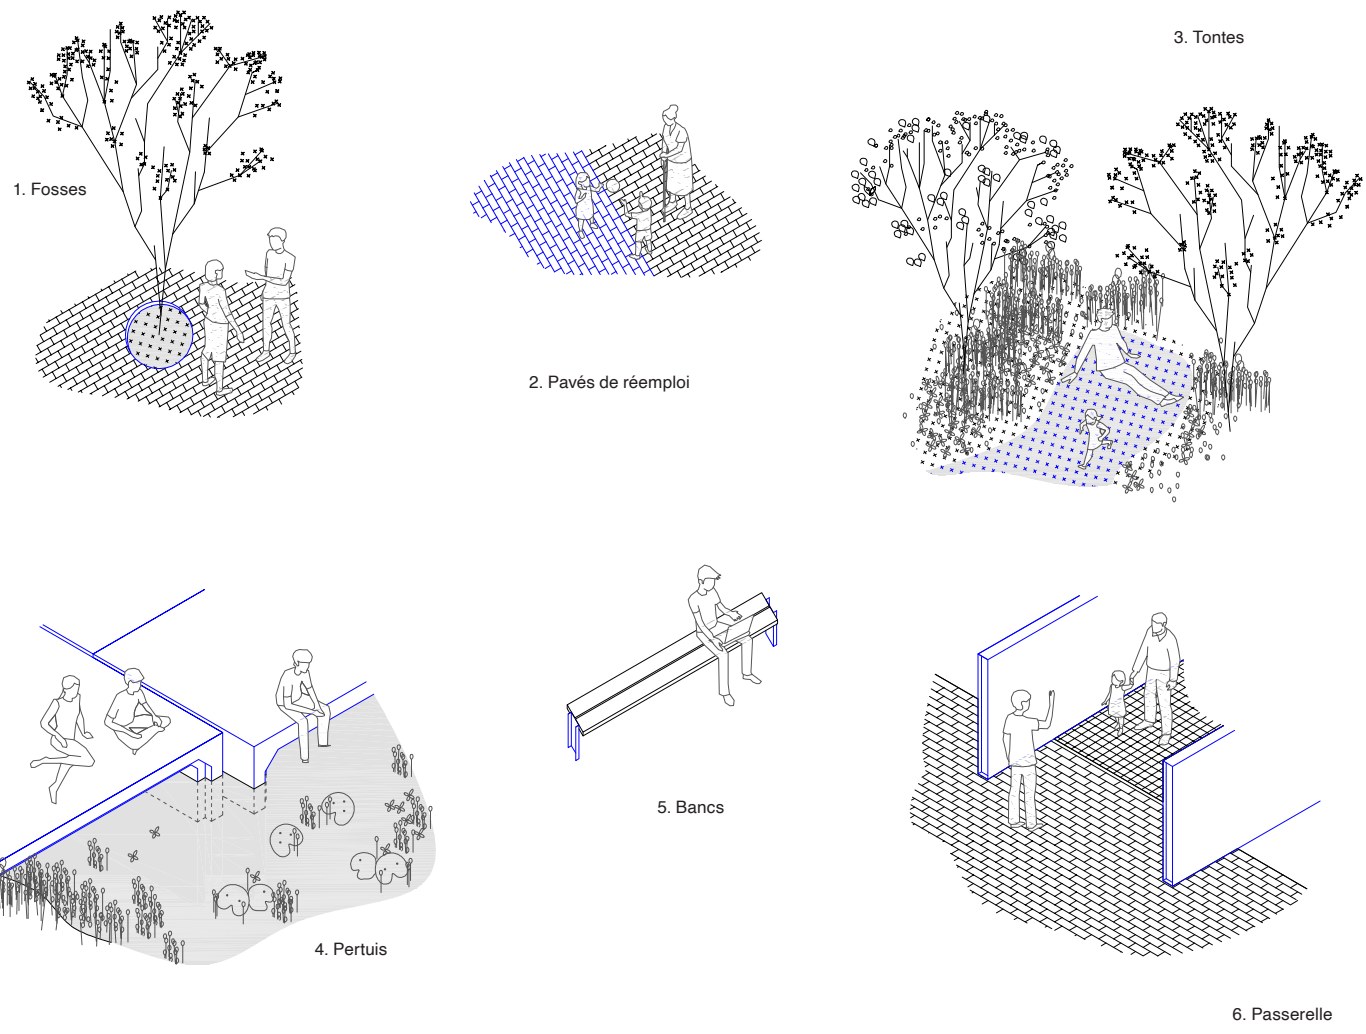 1. Fosses
2. Pavés de réemploi
3. Tontes
4. Pertuis
5. Bancs
6. Passerelle